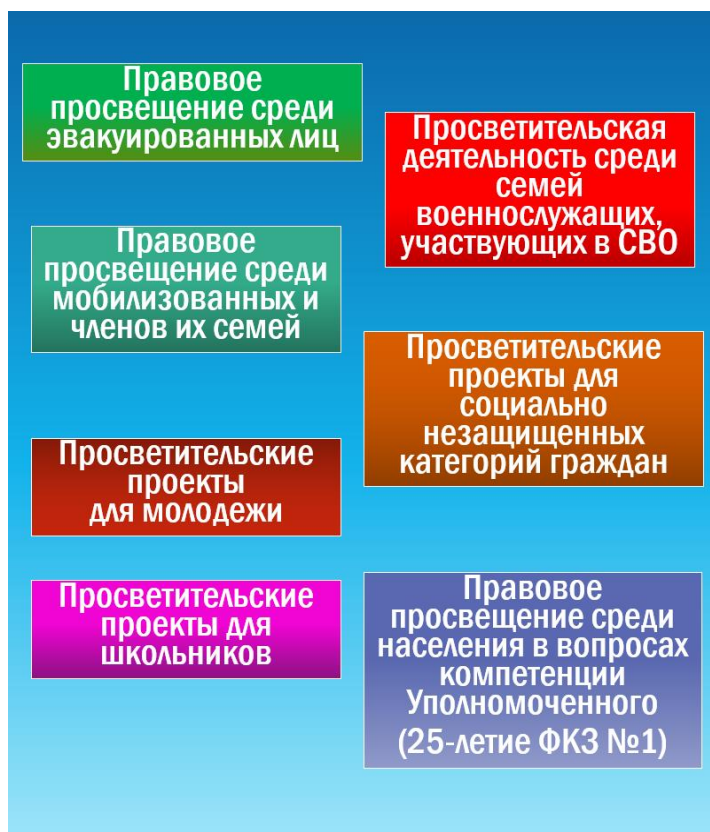 Правовое
просвещение среди
эвакуированных лиц
Просветительская
деятельность среди
семей
военнослужащих,
участвующих в СВО
Правовое
просвещение среди
мобилизованных и
членов их семей
Просветительские
проекты для
социально
незащищенных
категорий граждан
Просветительские
проекты
для молодежи
Просветительские
проекты для
школьников
Правовое
просвещение среди
населения в вопросах
компетенции
Уполномоченного
(25-летие ФКЗ №1)